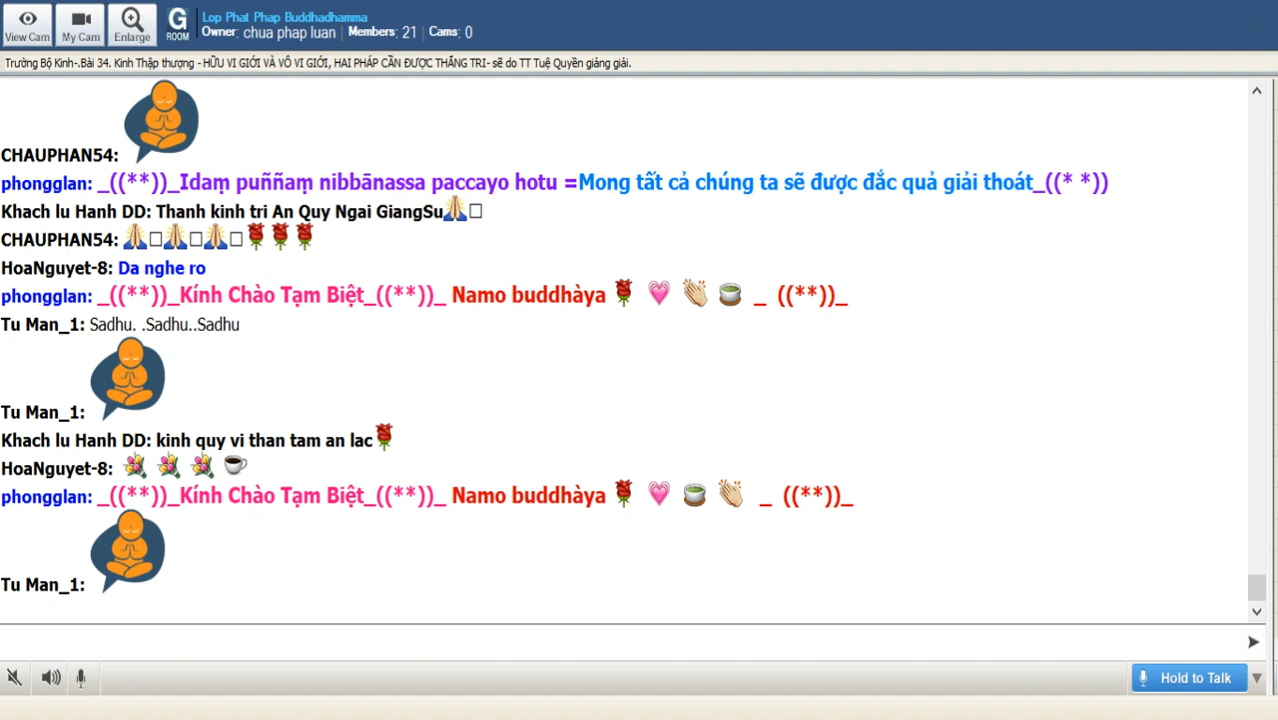 View Cam
My Cam
Enlarge
G
ROOM
Lop Phat Phap Buddhadhamma
Owner: chua phap luan | Members: 21 | Cams: 0
Trường Bộ Kinh-.Bài 34. Kinh Thập thượng - HỮU VI GIỚI VÀ VÔ VI GIỚI, HAI PHÁP CẦN ĐƯỢC THẮNG TRI- sẽ do TT Tuệ Quyền giảng giải.
CHAUPHAN54:
phongglan: _((**))_Idaṃ puññaṃ nibbānassa paccayo hotu =Mong tất cả chúng ta sẽ được đắc quả giải thoát_((* *))
Khach lu Hanh DD: Thanh kinh tri An Quy Ngai GiangSu🙏□
CHAUPHAN54: 🙏□🙏□🙏□🌹🌹🌹
HoaNguyet-8: Da nghe ro
phongglan: _((**))_Kính Chào Tạm Biệt_((**))_ Namo buddhàya 🌹 💗 👏 🍵 _ ((**))_
Tu Man_1: Sadhu. .Sadhu..Sadhu
Tu Man_1:
Khach lu Hanh DD: kinh quy vi than tam an lac🌹
HoaNguyet-8: 💐 💐 💐 ☕
phongglan: _((**))_Kính Chào Tạm Biệt_((**))_ Namo buddhàya 🌹 💗 🍵 👏 _ ((**))_
Tu Man_1:
Hold to Talk